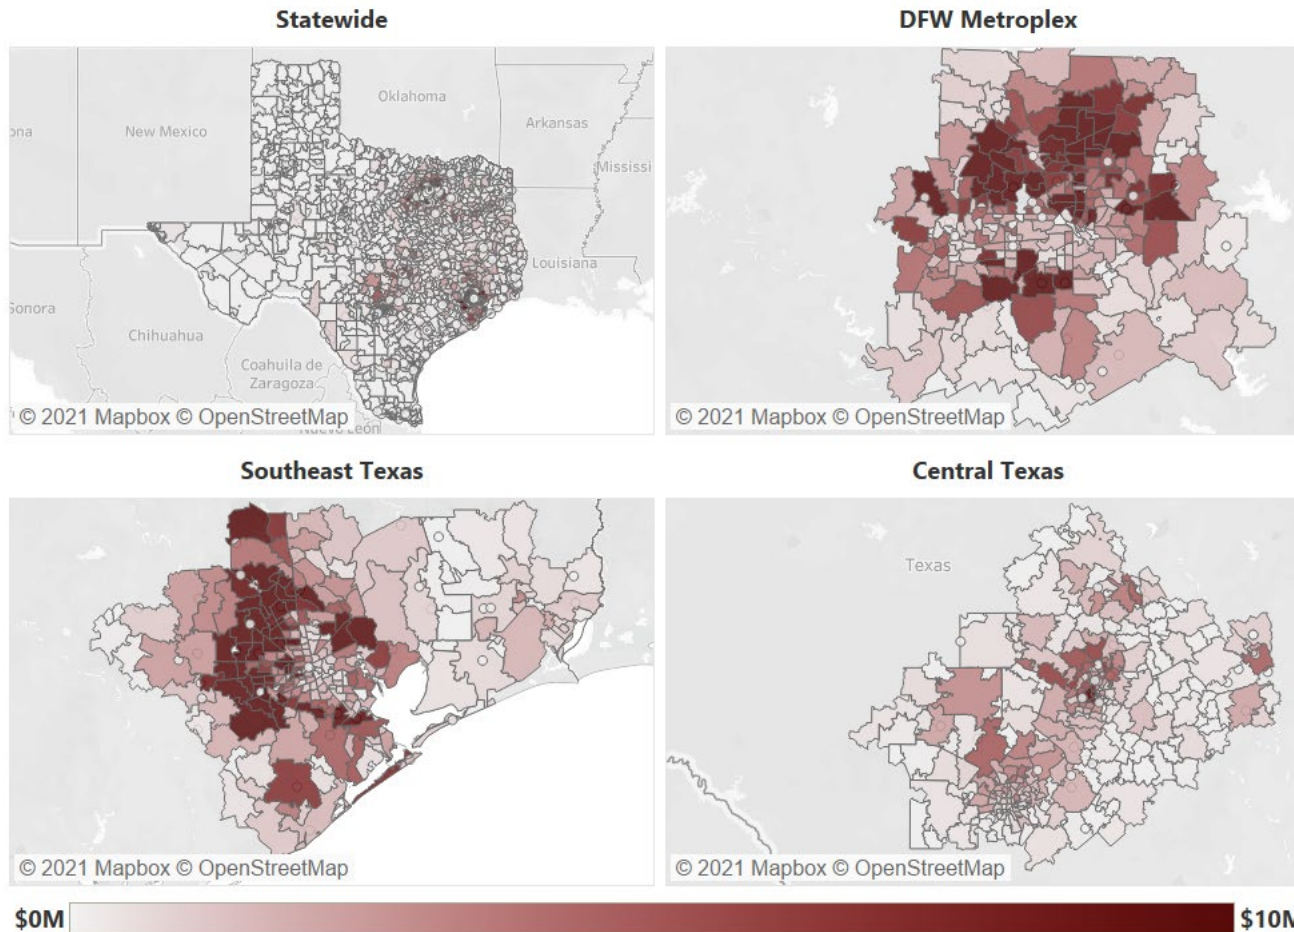 Statewide
DFW Metroplex
Oklahoma
Arkansas
New Mexico
Mississi
Louisiana
Sonora
Chihuahua
Coahuila de
Zaragoza
© 2021 Mapbox © OpenStreetMap
© 2021 Mapbox © OpenStreetMap
Southeast Texas
Central Texas
Texas
© 2021 Mapbox © OpenStreetMap
© 2021 Mapbox © OpenStreetMap
$0M
$10M